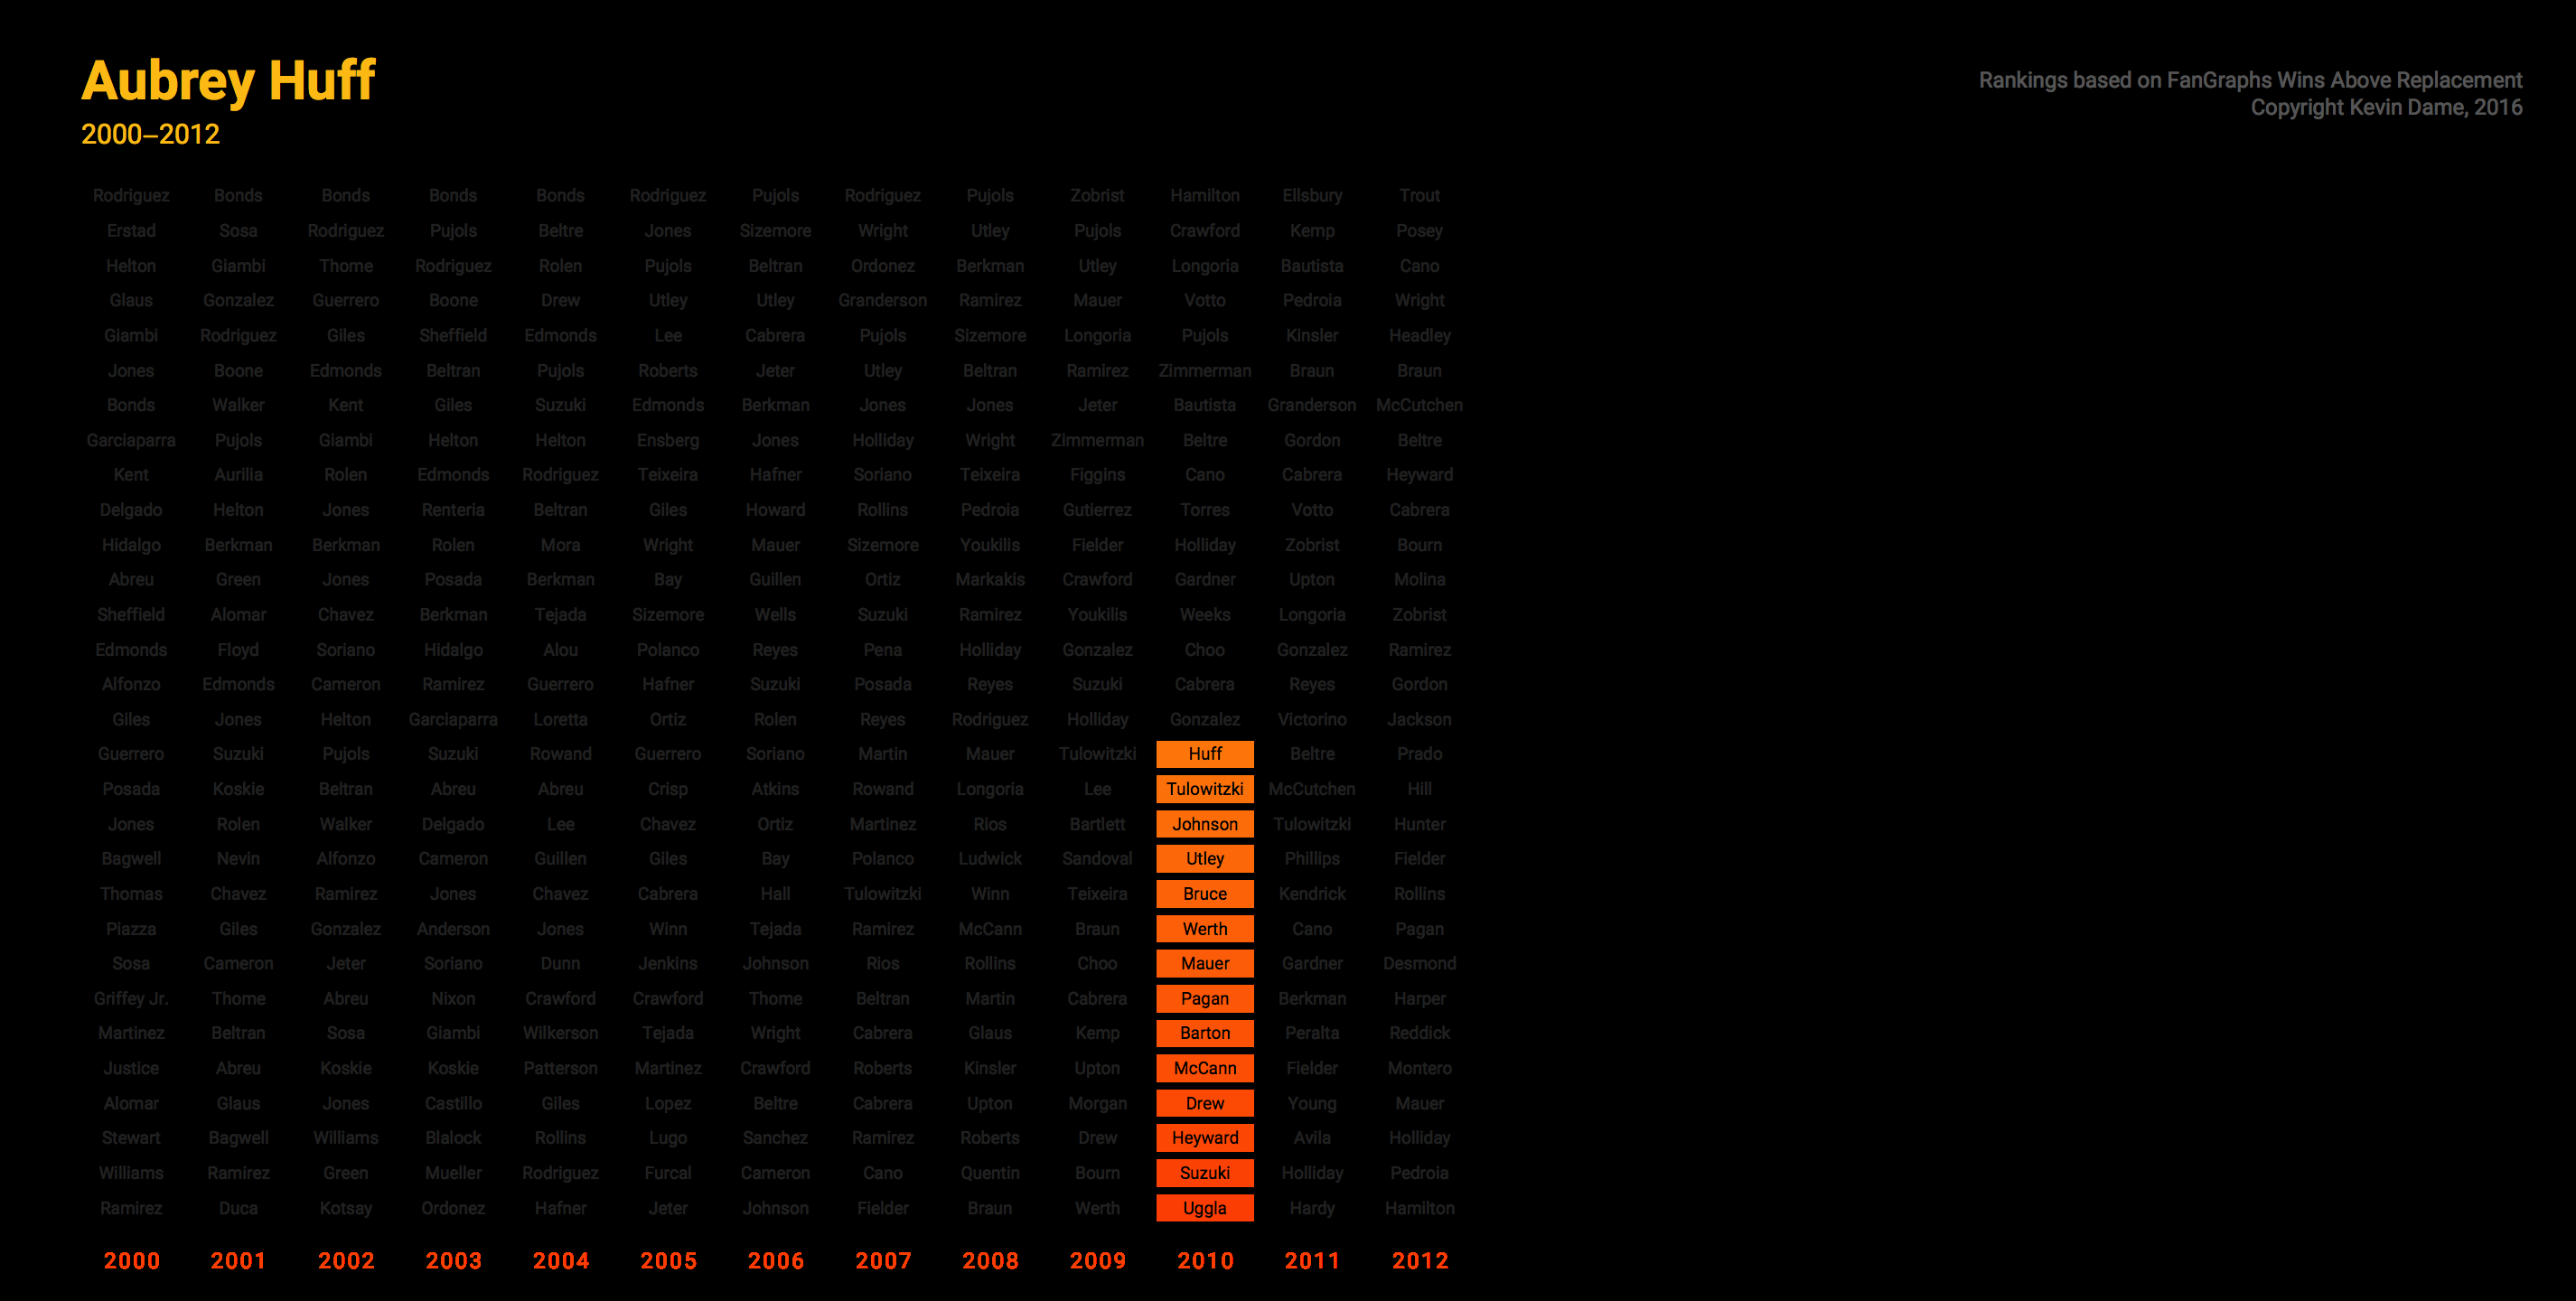 Aubrey Huff
2000–2012
Rankings based on FanGraphs Wins Above Replacement
Copyright Kevin Dame, 2016
Rodriguez Bonds Bonds Bonds Bonds Rodriguez Pujols Rodriguez Pujols Zobrist Hamilton Ellsbury Trout
Erstad Sosa Rodriguez Pujols Beltre Jones Sizemore Wright Utley Pujols Crawford Kemp Posey
Helton Giambi Thome Rodriguez Rolen Pujols Beltran Ordonez Berkman Utley Longoria Bautista Cano
Glaus Gonzalez Guerrero Boone Drew Utley Utley Granderson Ramirez Mauer Votto Pedroia Wright
Giambi Rodriguez Giles Sheffield Edmonds Lee Cabrera Pujols Sizemore Longoria Pujols Kinsler Headley
Jones Boone Edmonds Beltran Pujols Roberts Jeter Utley Beltran Ramirez Zimmerman Braun Braun
Bonds Walker Kent Giles Suzuki Edmonds Berkman Jones Jones Jeter Bautista Granderson McCutchen
Garciaparra Pujols Giambi Helton Helton Ensberg Jones Holliday Wright Zimmerman Beltre Gordon Beltre
Kent Aurilia Rolen Edmonds Rodriguez Teixeira Hafner Soriano Teixeira Figgins Cano Cabrera Heyward
Delgado Helton Jones Renteria Beltran Giles Howard Rollins Pedroia Gutierrez Torres Votto Cabrera
Hidalgo Berkman Berkman Rolen Mora Wright Mauer Sizemore Youkilis Fielder Holliday Zobrist Bourn
Abreu Green Jones Posada Berkman Bay Guillen Ortiz Markakis Crawford Gardner Upton Molina
Sheffield Alomar Chavez Berkman Tejada Sizemore Wells Suzuki Ramirez Youkilis Weeks Longoria Zobrist
Edmonds Floyd Soriano Hidalgo Alou Polanco Reyes Pena Holliday Gonzalez Choo Gonzalez Ramirez
Alfonzo Edmonds Cameron Ramirez Guerrero Hafner Suzuki Posada Reyes Suzuki Cabrera Reyes Gordon
Giles Jones Helton Garciaparra Loretta Ortiz Rolen Reyes Rodriguez Holliday Gonzalez Victorino Jackson
Guerrero Suzuki Pujols Suzuki Rowand Guerrero Soriano Martin Mauer Tulowitzki Huff Beltre Prado
Posada Koskie Beltran Abreu Abreu Crisp Atkins Rowand Longoria Lee Tulowitzki McCutchen Hill
Jones Rolen Walker Delgado Lee Chavez Ortiz Martinez Rios Bartlett Johnson Tulowitzki Hunter
Bagwell Nevin Alfonzo Cameron Guillen Giles Bay Polanco Ludwick Sandoval Utley Phillips Fielder
Thomas Chavez Ramirez Jones Chavez Cabrera Hall Tulowitzki Winn Teixeira Bruce Kendrick Rollins
Piazza Giles Gonzalez Anderson Jones Winn Tejada Ramirez McCann Braun Werth Cano Pagan
Sosa Cameron Jeter Soriano Dunn Jenkins Johnson Rios Rollins Choo Mauer Gardner Desmond
Griffey Jr. Thome Abreu Nixon Crawford Crawford Thome Beltran Martin Cabrera Pagan Berkman Harper
Martinez Beltran Sosa Giambi Wilkerson Tejada Wright Cabrera Glaus Kemp Barton Peralta Reddick
Justice Abreu Koskie Koskie Patterson Martinez Crawford Roberts Kinsler Upton McCann Fielder Montero
Alomar Glaus Jones Castillo Giles Lopez Beltre Cabrera Upton Morgan Drew Young Mauer
Stewart Bagwell Williams Blalock Rollins Lugo Sanchez Ramirez Roberts Drew Heyward Avila Holliday
Williams Ramirez Green Mueller Rodriguez Furcal Cameron Cano Quentin Bourn Suzuki Holliday Pedroia
Ramirez Duca Kotsay Ordonez Hafner Jeter Johnson Fielder Braun Werth Uggla Hardy Hamilton
2000 2001 2002 2003 2004 2005 2006 2007 2008 2009 2010 2011 2012